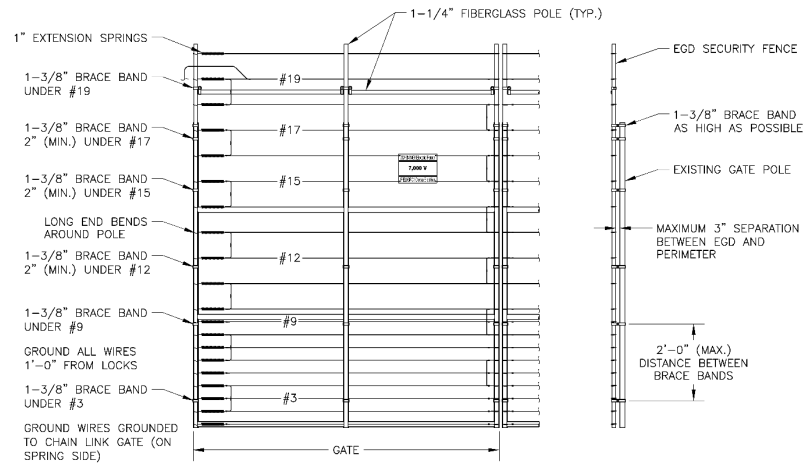 1-1/4" FIBERGLASS POLE (TYP.)
1" EXTENSION SPRINGS
1-3/8" BRACE BAND
UNDER #19
1-3/8" BRACE BAND
2" (MIN.) UNDER #17
1-3/8" BRACE BAND
2" (MIN.) UNDER #15
LONG END BENDS
AROUND POLE
1-3/8" BRACE BAND
2" (MIN.) UNDER #12
1-3/8" BRACE BAND
UNDER #9
GROUND ALL WIRES
1'-0" FROM LOCKS
1-3/8" BRACE BAND
UNDER #3
GROUND WIRES GROUNDED
TO CHAIN LINK GATE (ON
SPRING SIDE)
#19
#17
#15
#12
#9
#3
7,000 V
GATE
EGD SECURITY FENCE
1-3/8" BRACE BAND
AS HIGH AS POSSIBLE
EXISTING GATE POLE
MAXIMUM 3" SEPARATION
BETWEEN EGD AND
PERIMETER
2'-0" (MAX.)
DISTANCE BETWEEN
BRACE BANDS